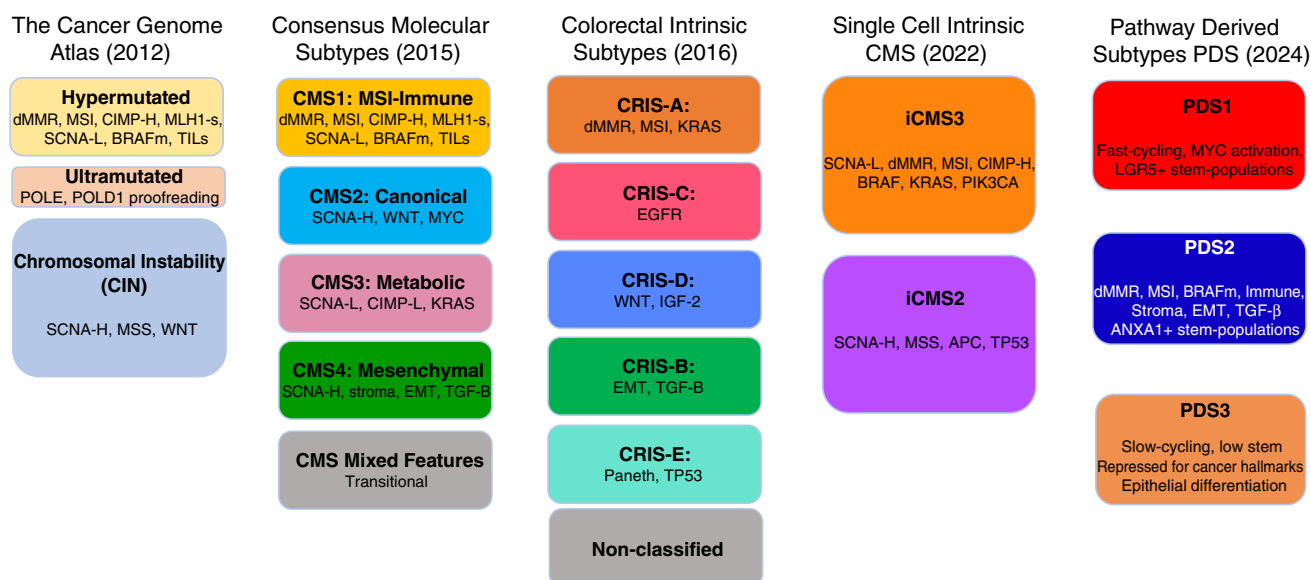 The Cancer Genome
Atlas (2012)
Hypermutated
dMMR, MSI, CIMP-H, MLH1-s,
SCNA-L, BRAFm, TILs
Ultramutated
POLE, POLD1 proofreading
Chromosomal Instability
(CIN)
SCNA-H, MSS, WNT
Consensus Molecular
Subtypes (2015)
CMS1: MSI-Immune
dMMR, MSI, CIMP-H, MLH1-s,
SCNA-L, BRAFm, TILs
CMS2: Canonical
SCNA-H, WNT, MYC
CMS3: Metabolic
SCNA-L, CIMP-L, KRAS
CMS4: Mesenchymal
SCNA-H, stroma, EMT, TGF-B
CMS Mixed Features
Transitional
Colorectal Intrinsic
Subtypes (2016)
CRIS-A:
dMMR, MSI, KRAS
CRIS-C:
EGFR
CRIS-D:
WNT, IGF-2
CRIS-B:
EMT, TGF-B
CRIS-E:
Paneth, TP53
Non-classified
Single Cell Intrinsic
CMS (2022)
iCMS3
SCNA-L, dMMR, MSI, CIMP-H,
BRAF, KRAS, PIK3CA
iCMS2
SCNA-H, MSS, APC, TP53
Pathway Derived
Subtypes PDS (2024)
PDS1
Fast-cycling, MYC activation,
LGR5+ stem-populations
PDS2
dMMR, MSI, BRAFm, Immune,
Stroma, EMT, TGF-β
ANXA1+ stem-populations
PDS3
Slow-cycling, low stem
Repressed for cancer hallmarks
Epithelial differentiation